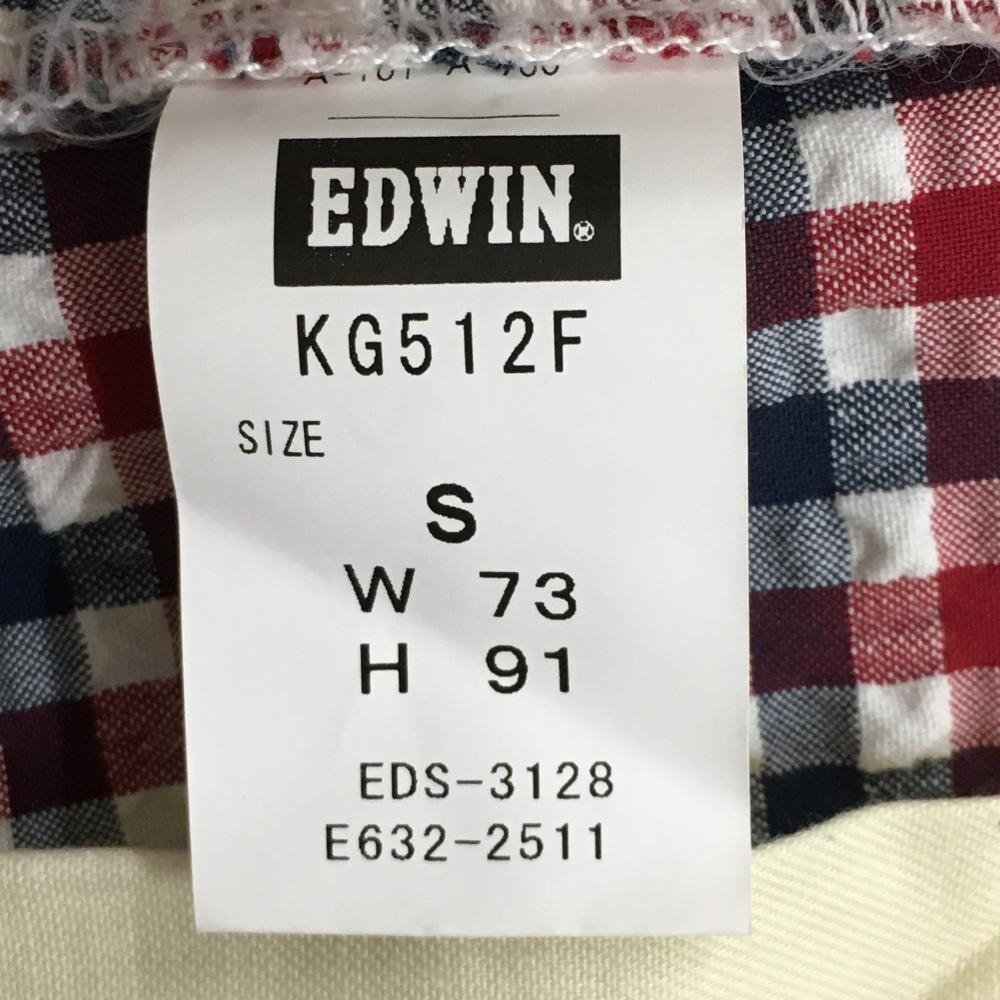 EDWIN®
KG512F
SIZE
S
W 73
H 91
EDS-3128
E632-2511